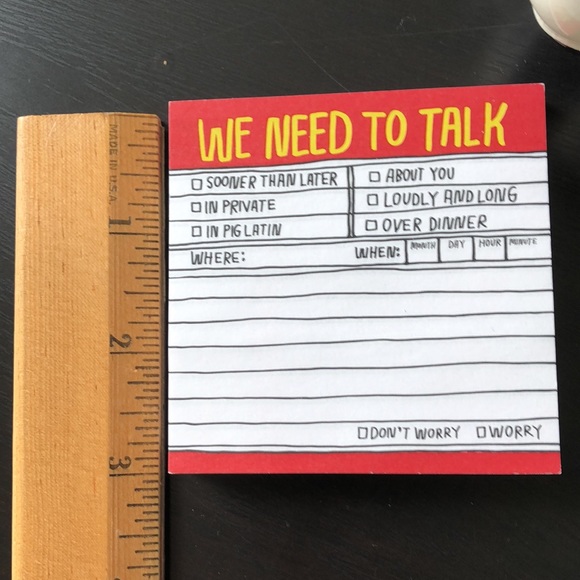 WE NEED TO TALK
SOONER THAN LATER
ABOUT YOU
IN PRIVATE
LOUDLY AND LONG
IN PIG LATIN
OVER DINNER
WHERE: WHEN: MONTH DAY HOUR MINUTE
DON'T WORRY WORRY
MADE IN U.S.A.
1
2
3